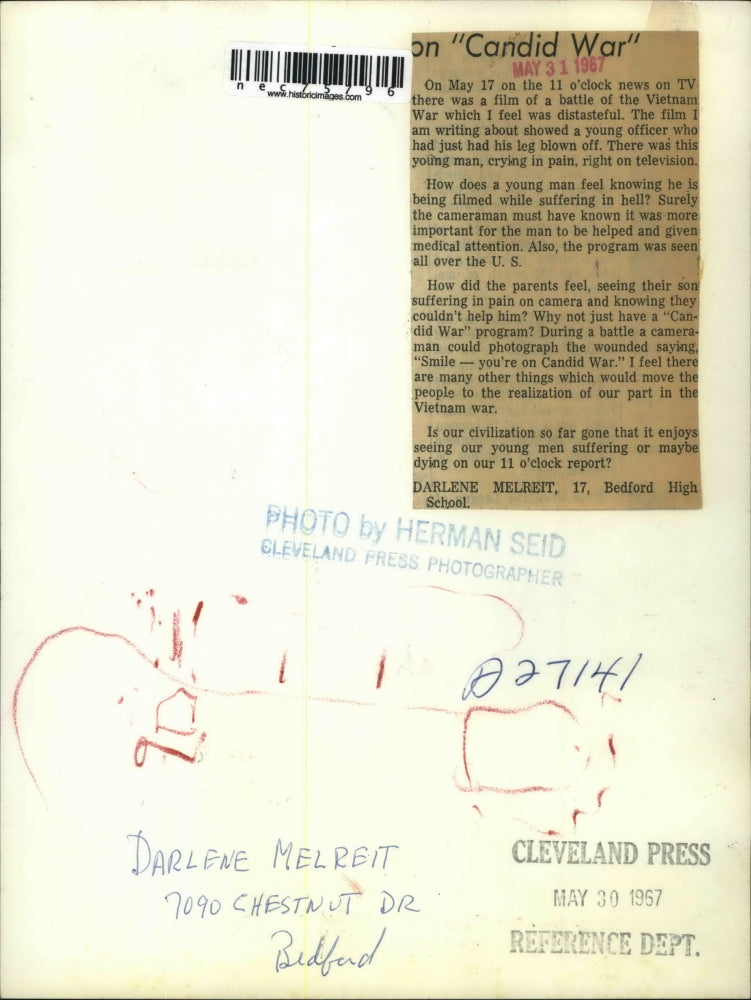 on "Candid War"
MAY 31 1967
nec75796
www.historicimages.com
On May 17 on the 11 o'clock news on TV
there was a film of a battle of the Vietnam
War which I feel was distasteful. The film I
am writing about showed a young officer who
had just had his leg blown off. There was this
young man, crying in pain, right on television.
How does a young man feel knowing he is
being filmed while suffering in hell? Surely
the cameraman must have known it was more
important for the man to be helped and given
medical attention. Also, the program was seen
all over the U. S.
How did the parents feel, seeing their son
suffering in pain on camera and knowing they
couldn't help him? Why not just have a "Can-
did War" program? During a battle a camera-
man could photograph the wounded saying,
"Smile — you're on Candid War." I feel there
are many other things which would move the
people to the realization of our part in the
Vietnam war.
Is our civilization so far gone that it enjoys
seeing our young men suffering or maybe
dying on our 11 o'clock report?
DARLENE MELREIT, 17, Bedford High
School.
PHOTO by HERMAN SEID
CLEVELAND PRESS PHOTOGRAPHER
27141
DARLENE MELREIT
7090 CHESTNUT DR
Bedford
CLEVELAND PRESS
MAY 30 1967
REFERENCE DEPT.